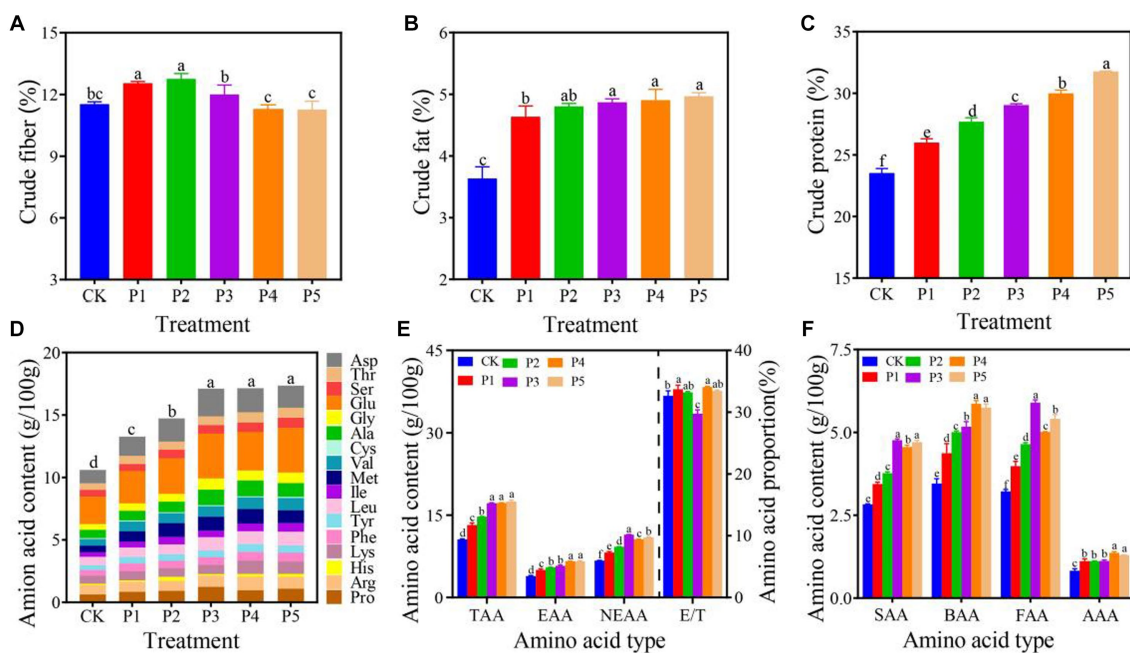 A
Crude fiber (%)
15
12
9
6
3
bc a a b c c
CK P1 P2 P3 P4 P5
Treatment
B
Crude fat (%)
6
5
4
3
2
c b ab a a a
CK P1 P2 P3 P4 P5
Treatment
C
Crude protein (%)
35
30
25
20
15
f e d c b a
CK P1 P2 P3 P4 P5
Treatment
D
Amion acid content (g/100g)
20
15
10
5
0
d c b a a a
CK P1 P2 P3 P4 P5
Treatment
Asp
Thr
Ser
Glu
Gly
Ala
Cys
Val
Met
Ile
Leu
Tyr
Phe
Lys
His
Arg
Pro
E
Amino acid content (g/100g)
45
30
15
0
CK P2 P4
P1 P3 P5
d c b a a a
d c b b a a
f e d a c b
b a ab c a ab
TAA EAA NEAA E/T
Amino acid type
40
30
20
10
0
Amino acid proportion(%)
F
Amino acid content (g/100g)
7.5
5.0
2.5
0.0
CK P2 P4
P1 P3 P5
e d c a b a
e d c b a a
f e d a c b
c b b b a a
SAA BAA FAA AAA
Amino acid type